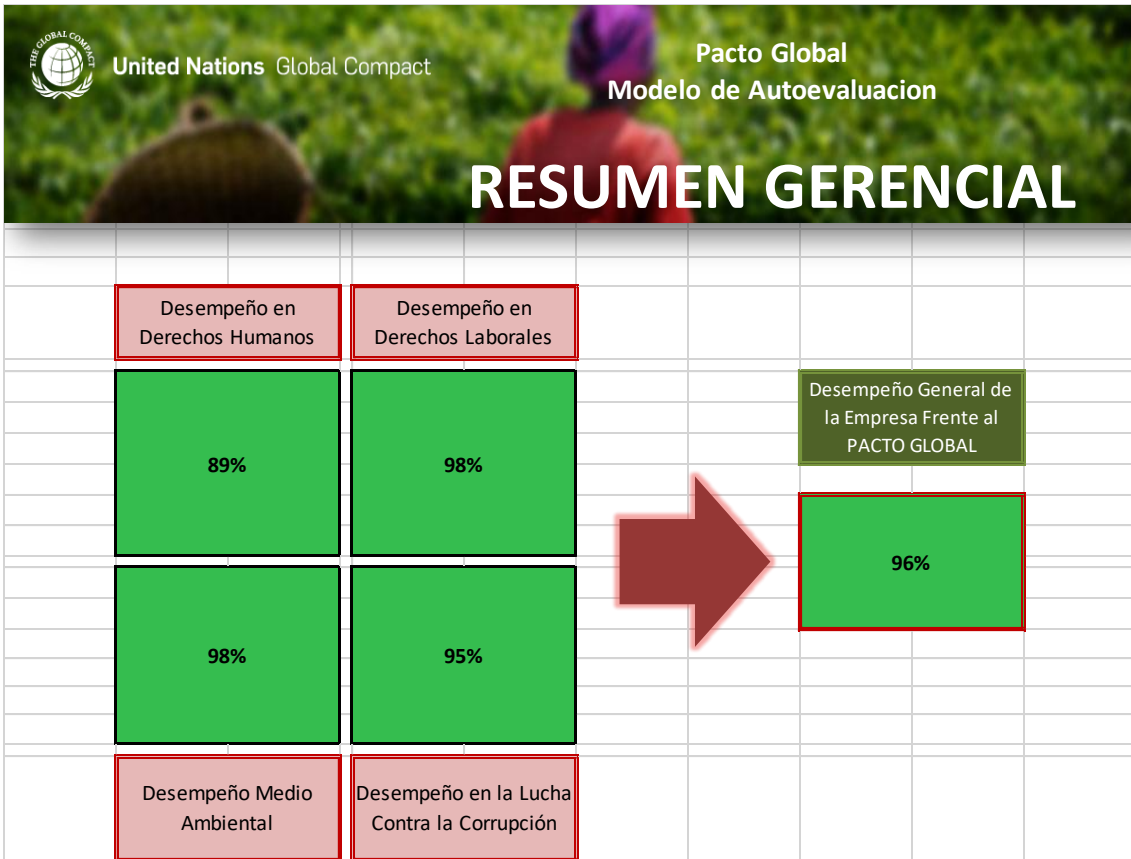 THE GLOBAL COMPACT
United Nations Global Compact
Pacto Global
Modelo de Autoevaluacion
RESUMEN GERENCIAL
Desempeño en
Derechos Humanos
Desempeño en
Derechos Laborales
89%
98%
98%
95%
Desempeño Medio
Ambiental
Desempeño en la Lucha
Contra la Corrupción
Desempeño General de
la Empresa Frente al
PACTO GLOBAL
96%